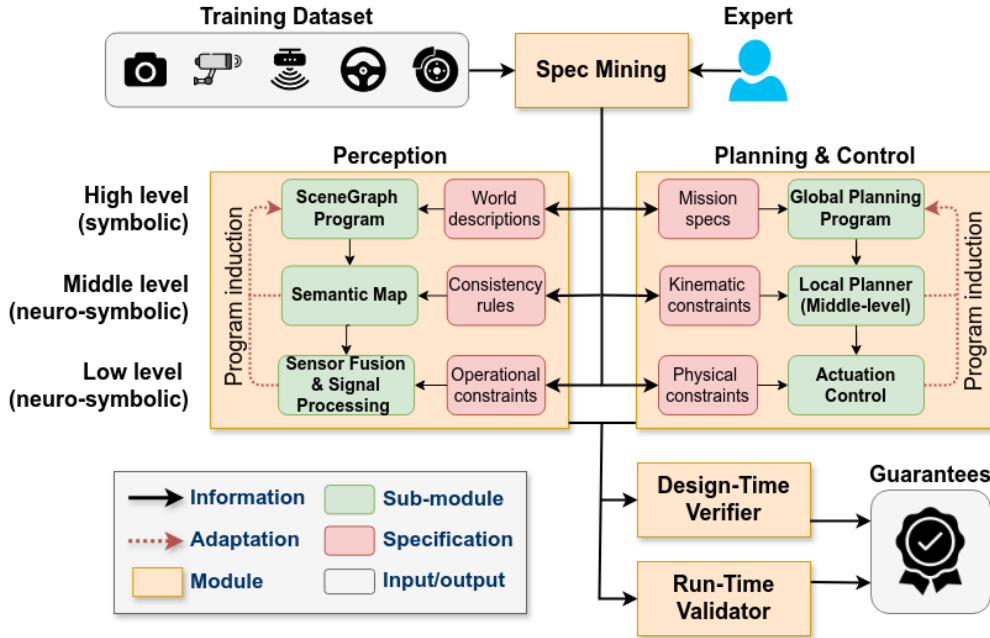 Training Dataset
Expert
Spec Mining
Perception
Planning & Control
High level
(symbolic)
SceneGraph
Program
World
descriptions
Mission
specs
Global Planning
Program
Middle level
(neuro-symbolic)
Program induction
Semantic Map
Consistency
rules
Kinematic
constraints
Local Planner
(Middle-level)
Program induction
Low level
(neuro-symbolic)
Sensor Fusion
& Signal
Processing
Operational
constraints
Physical
constraints
Actuation
Control
Information
Sub-module
Adaptation
Specification
Module
Input/output
Design-Time
Verifier
Run-Time
Validator
Guarantees